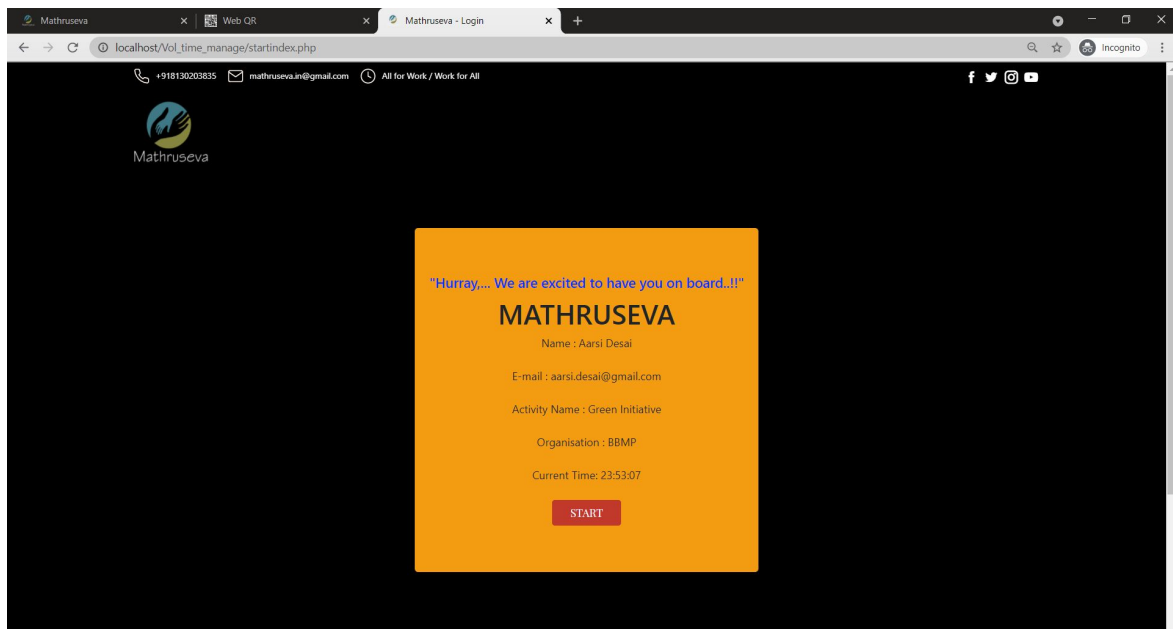 Mathruseva
Web QR
Mathruseva - Login
localhost/Vol_time_manage/startindex.php
Incognito
+918130203835 mathruseva.in@gmail.com All for Work / Work for All
Mathruseva
"Hurray,... We are excited to have you on board..!!"
MATHRUSEVA
Name : Aarsi Desai
E-mail : aarsi.desai@gmail.com
Activity Name : Green Initiative
Organisation : BBMP
Current Time: 23:53:07
START